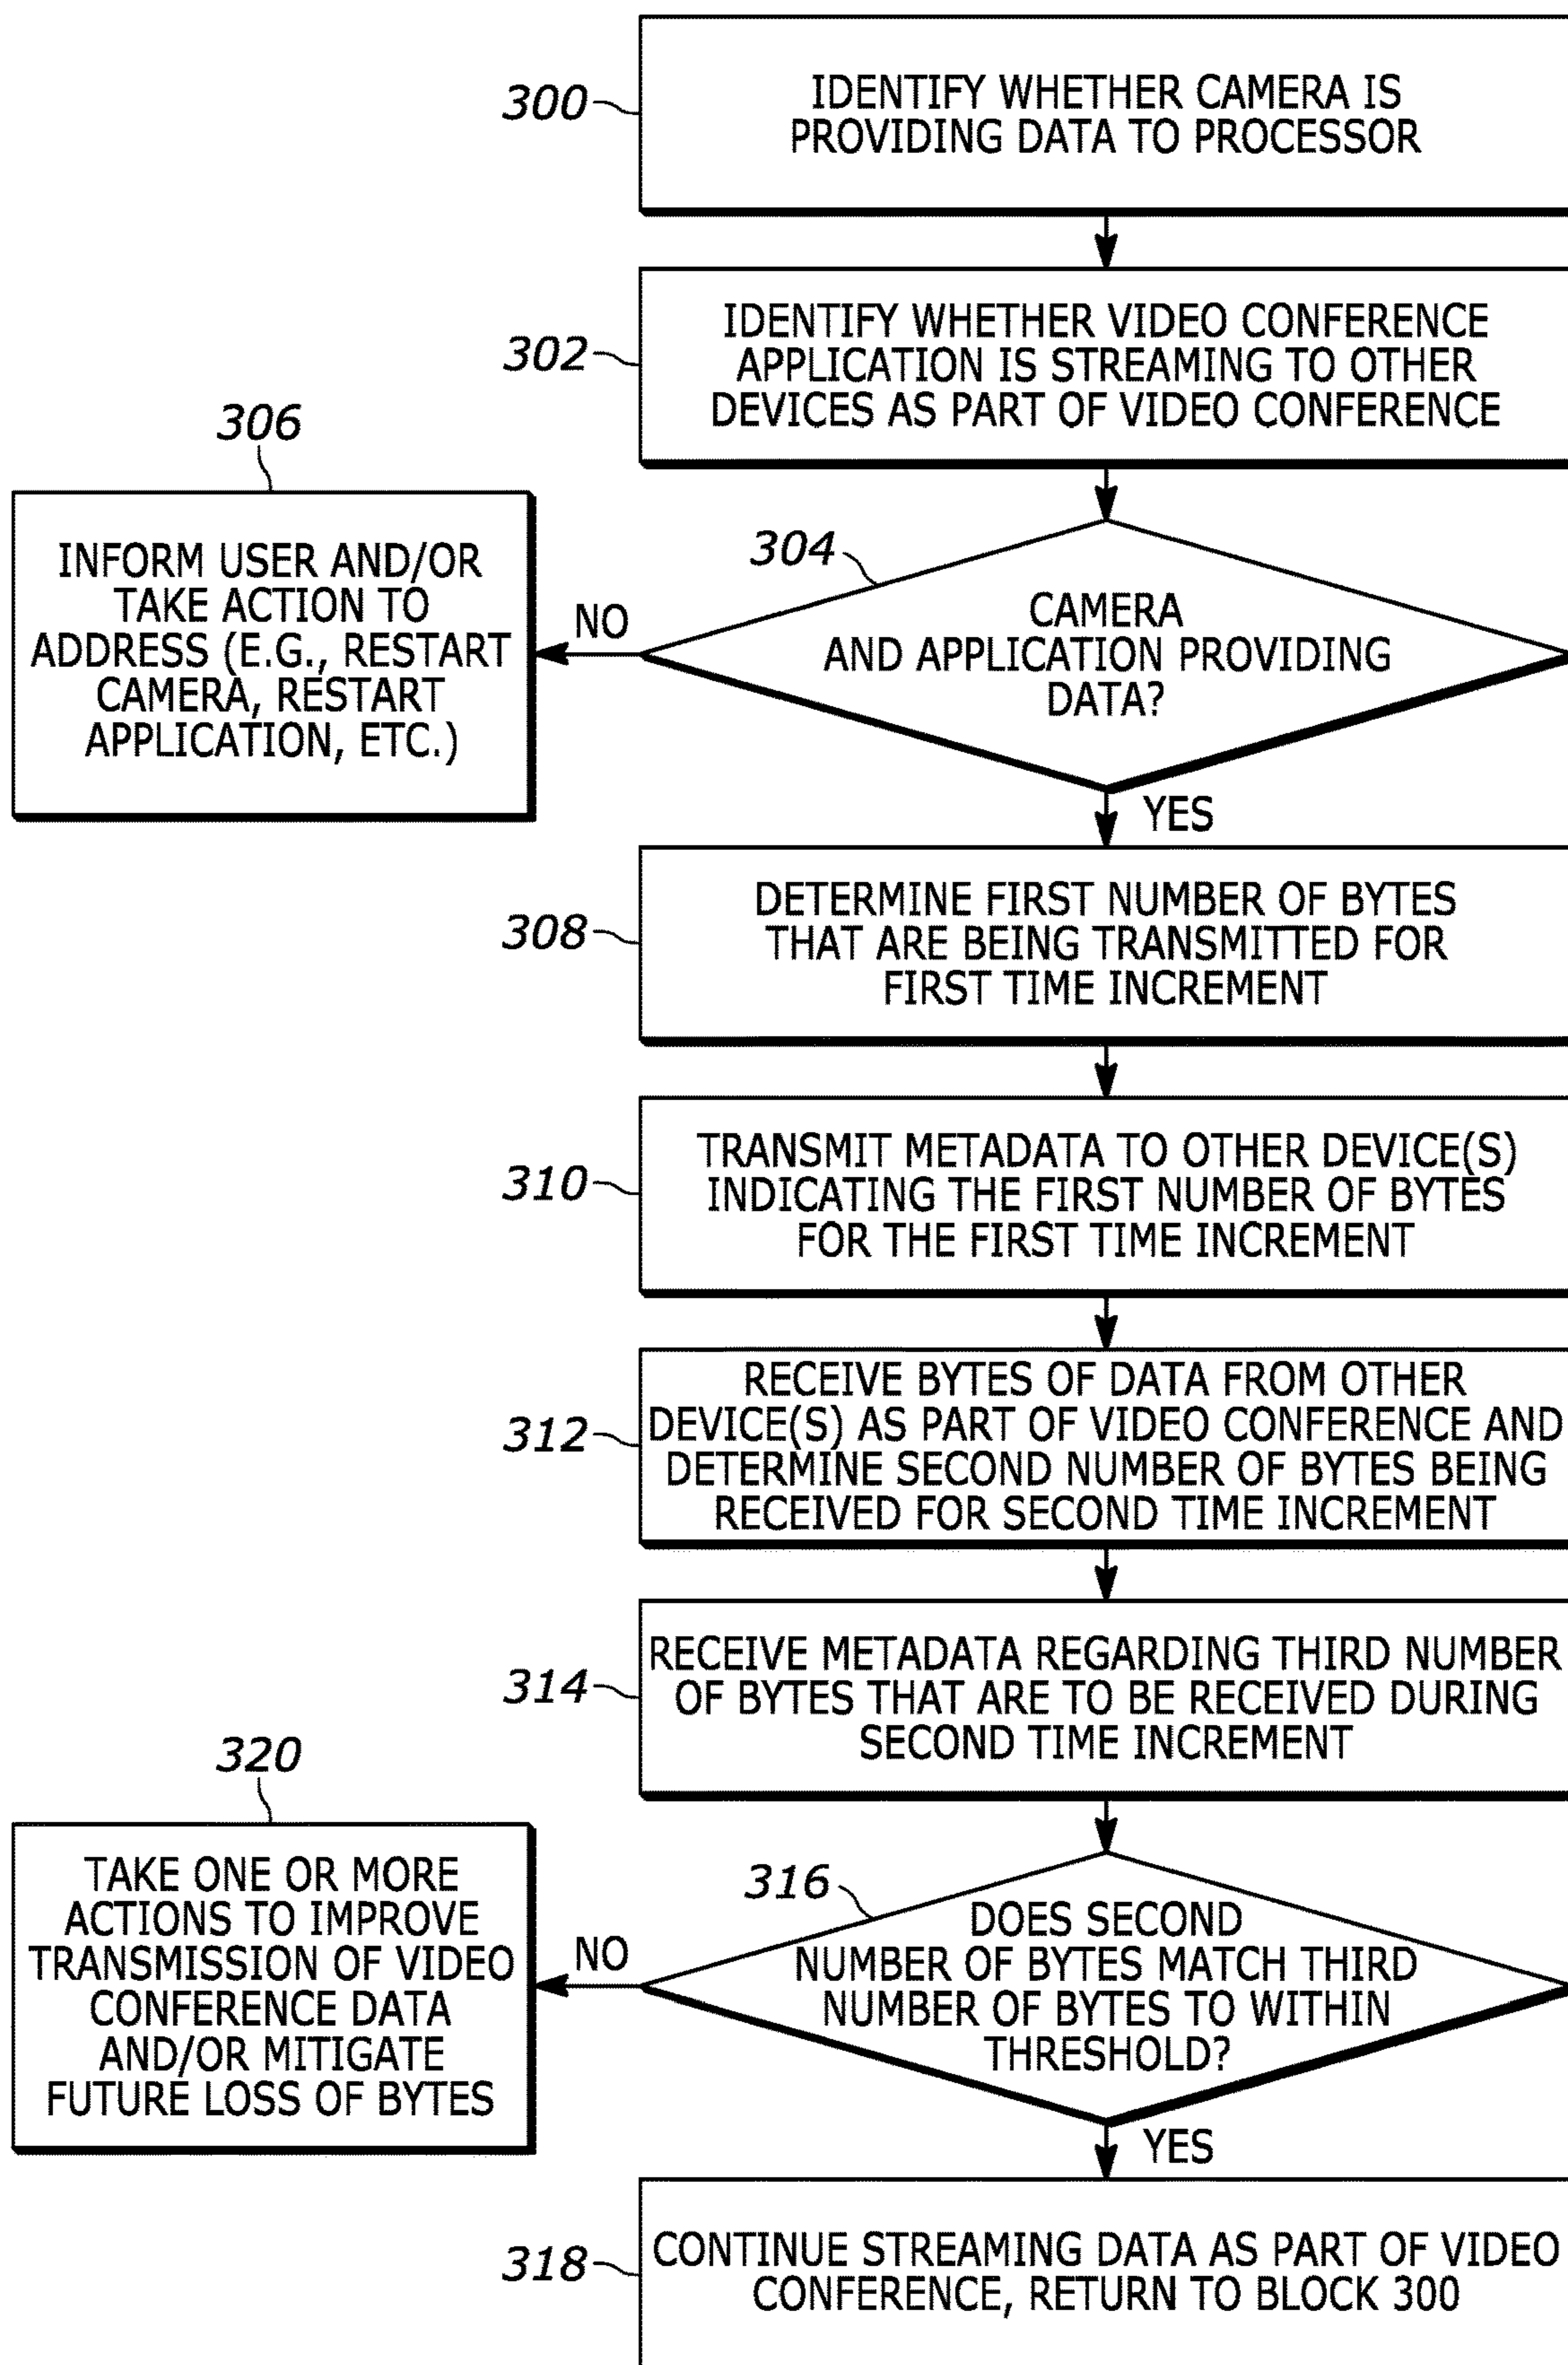 300
IDENTIFY WHETHER CAMERA IS
PROVIDING DATA TO PROCESSOR
302
IDENTIFY WHETHER VIDEO CONFERENCE
APPLICATION IS STREAMING TO OTHER
DEVICES AS PART OF VIDEO CONFERENCE
304
CAMERA
AND APPLICATION PROVIDING
DATA?
NO
306
INFORM USER AND/OR
TAKE ACTION TO
ADDRESS (E.G., RESTART
CAMERA, RESTART
APPLICATION, ETC.)
YES
308
DETERMINE FIRST NUMBER OF BYTES
THAT ARE BEING TRANSMITTED FOR
FIRST TIME INCREMENT
310
TRANSMIT METADATA TO OTHER DEVICE(S)
INDICATING THE FIRST NUMBER OF BYTES
FOR THE FIRST TIME INCREMENT
312
RECEIVE BYTES OF DATA FROM OTHER
DEVICE(S) AS PART OF VIDEO CONFERENCE AND
DETERMINE SECOND NUMBER OF BYTES BEING
RECEIVED FOR SECOND TIME INCREMENT
314
RECEIVE METADATA REGARDING THIRD NUMBER
OF BYTES THAT ARE TO BE RECEIVED DURING
SECOND TIME INCREMENT
316
DOES SECOND
NUMBER OF BYTES MATCH THIRD
NUMBER OF BYTES TO WITHIN
THRESHOLD?
NO
320
TAKE ONE OR MORE
ACTIONS TO IMPROVE
TRANSMISSION OF VIDEO
CONFERENCE DATA
AND/OR MITIGATE
FUTURE LOSS OF BYTES
YES
318
CONTINUE STREAMING DATA AS PART OF VIDEO
CONFERENCE, RETURN TO BLOCK 300